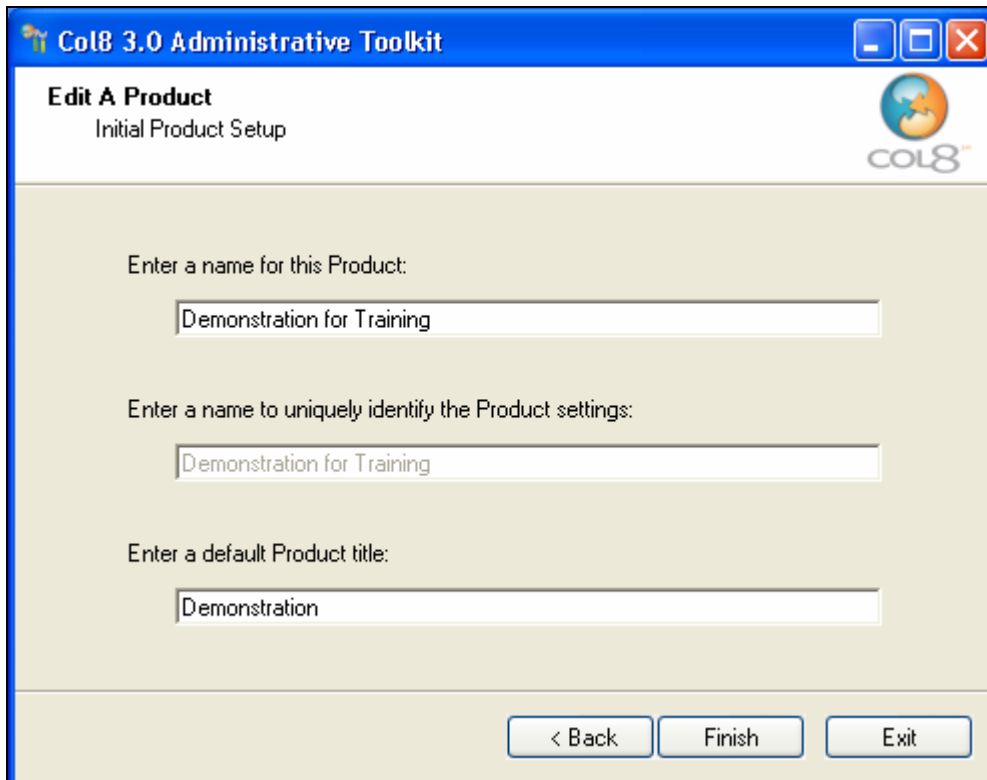 Col8 3.0 Administrative Toolkit
Edit A Product
Initial Product Setup
COL8
Enter a name for this Product:
Demonstration for Training
Enter a name to uniquely identify the Product settings:
Demonstration for Training
Enter a default Product title:
Demonstration
< Back
Finish
Exit